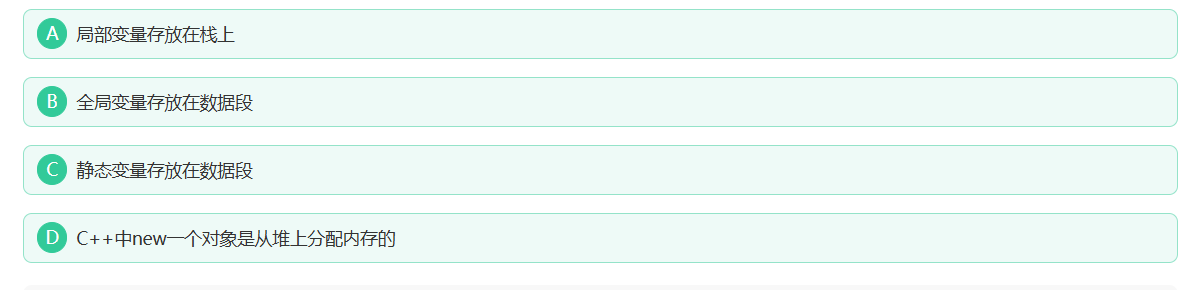 A 局部变量存放在栈上
B 全局变量存放在数据段
C 静态变量存放在数据段
D C++中new一个对象是从堆上分配内存的